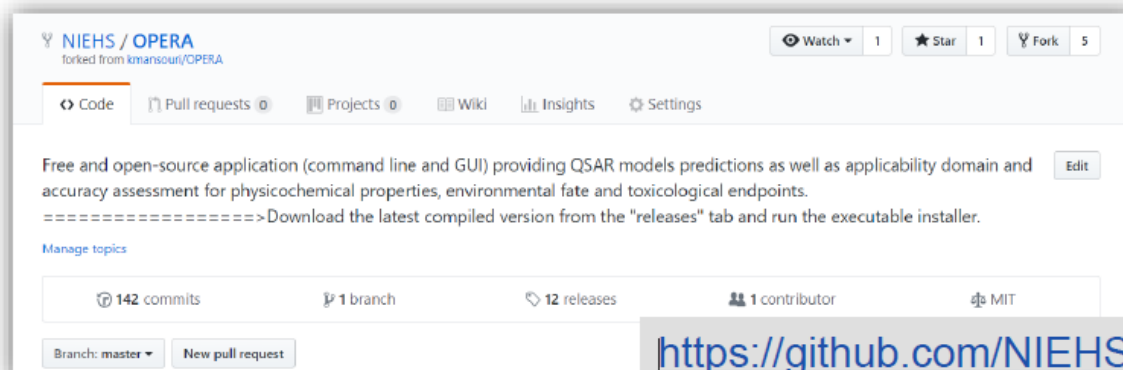 NIEHS / OPERA
forked from kmansouri/OPERA
Watch 1 Star 1 Fork 5
Code Pull requests 0 Projects 0 Wiki Insights Settings
Free and open-source application (command line and GUI) providing QSAR models predictions as well as applicability domain and
accuracy assessment for physicochemical properties, environmental fate and toxicological endpoints.
==================>Download the latest compiled version from the "releases" tab and run the executable installer.
Edit
Manage topics
142 commits 1 branch 12 releases 1 contributor MIT
Branch: master New pull request
https://github.com/NIEHS